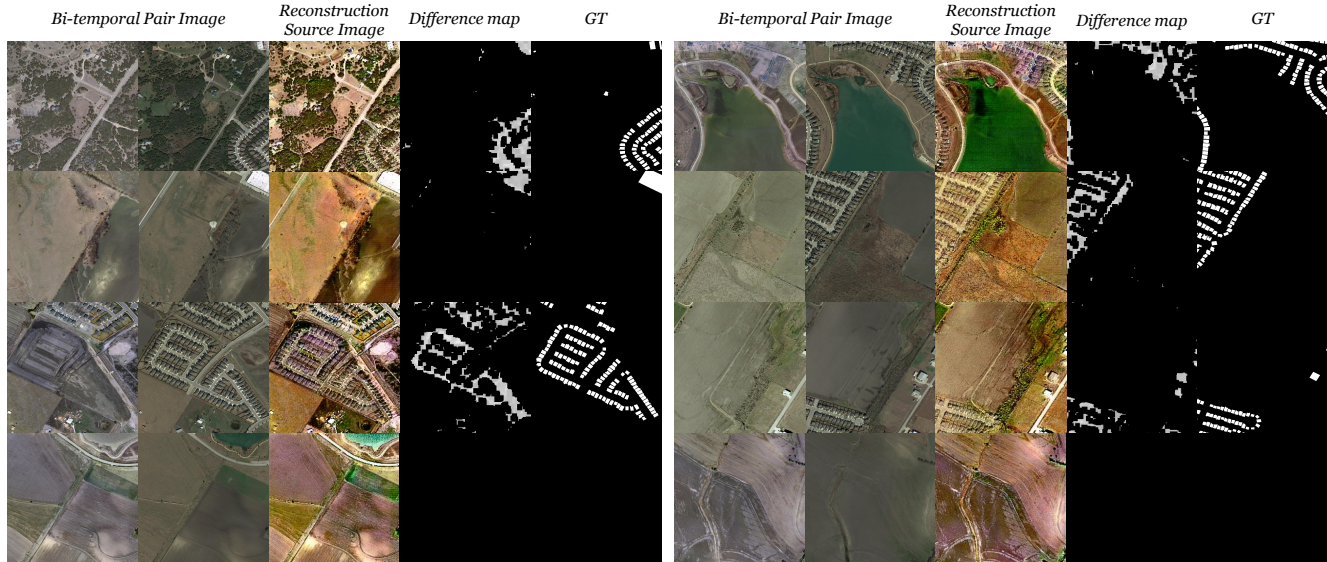 Bi-temporal Pair Image
Reconstruction
Source Image
Difference map
GT
Bi-temporal Pair Image
Reconstruction
Source Image
Difference map
GT